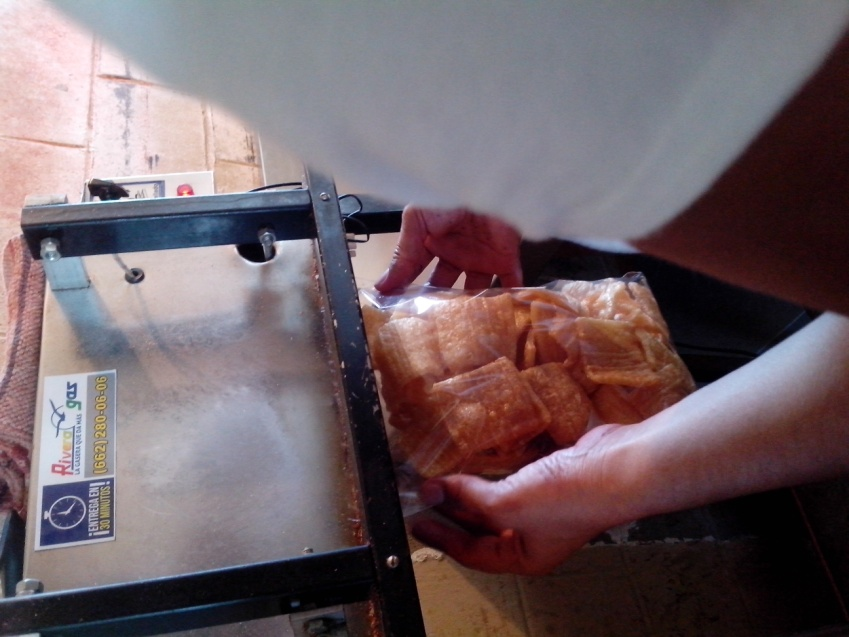 Rivera gas
LA GASERA QUE DA MÁS
(662) 280-06-06
¡ENTREGA EN
30 MINUTOS!